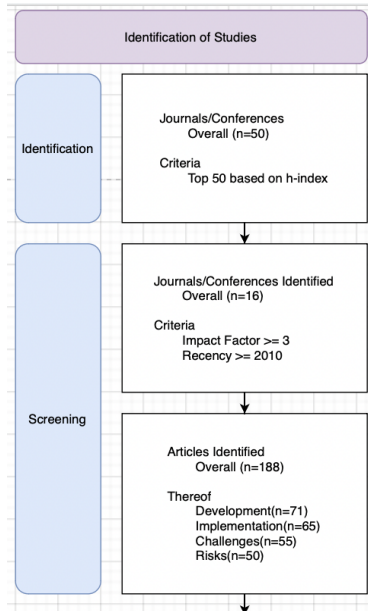 Identification of Studies
Identification
Journals/Conferences
Overall (n=50)
Criteria
Top 50 based on h-index
Screening
Journals/Conferences Identified
Overall (n=16)
Criteria
Impact Factor >= 3
Recency >= 2010
Articles Identified
Overall (n=188)
Thereof
Development(n=71)
Implementation(n=65)
Challenges(n=55)
Risks(n=50)